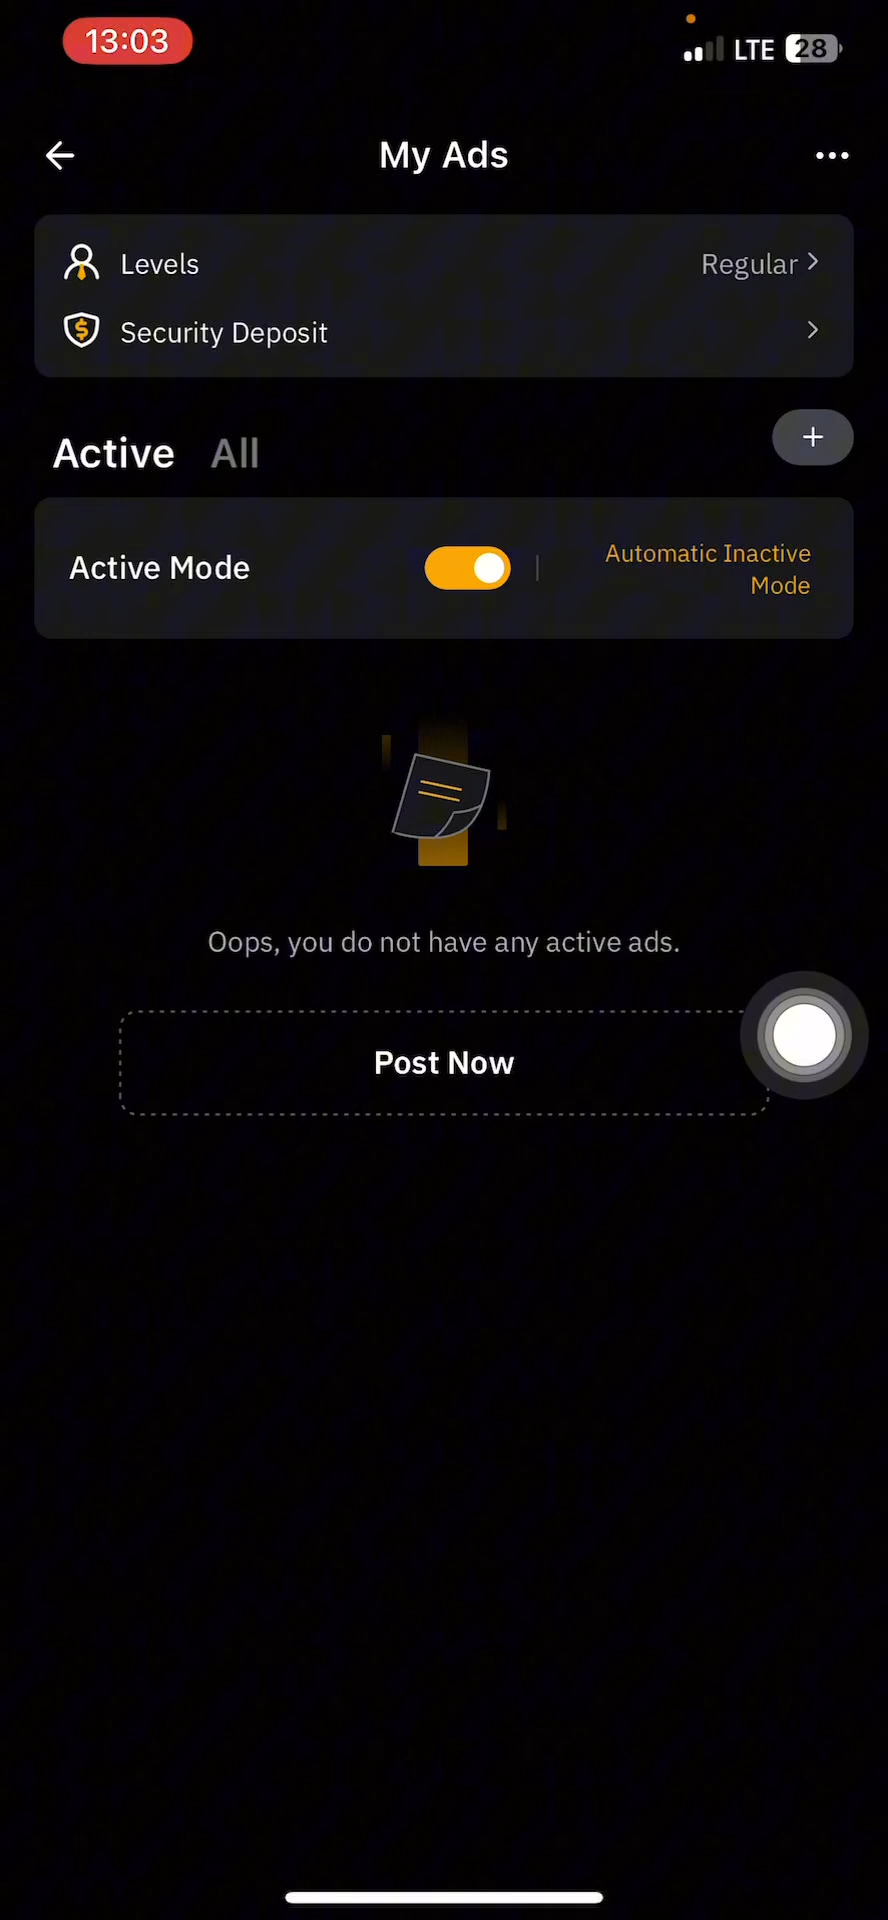 13:03
LTE 28
My Ads
Levels
Regular
Security Deposit
Active All
Active Mode
Automatic Inactive
Mode
Oops, you do not have any active ads.
Post Now